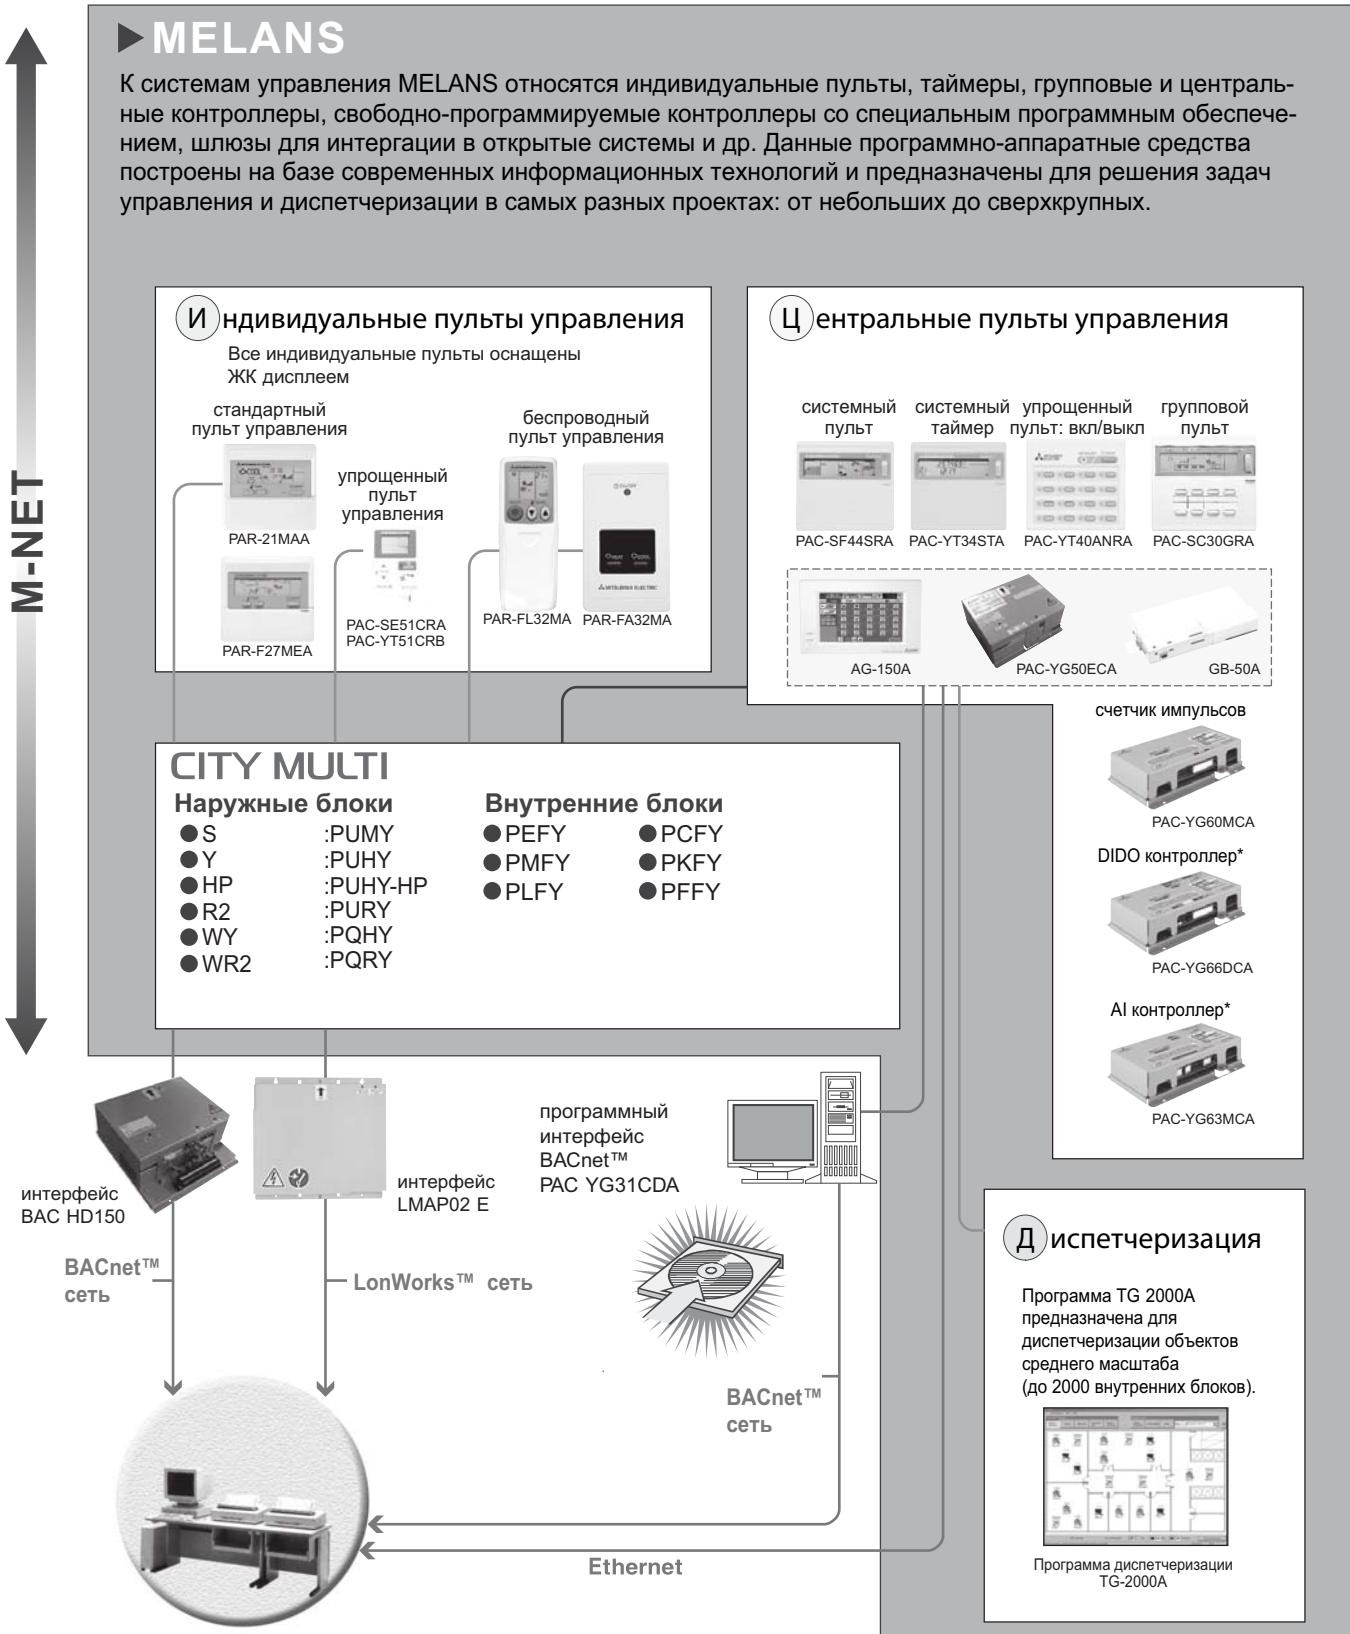 MELANS
К системам управления MELANS относятся индивидуальные пульты, таймеры, групповые и централь-
ные контроллеры, свободно-программируемые контроллеры со специальным программным обеспече-
нием, шлюзы для интергации в открытые системы и др. Данные программно-аппаратные средства
построены на базе современных информационных технологий и предназначены для решения задач
управления и диспетчеризации в самых разных проектах: от небольших до сверхкрупных.
M-NET
Индивидуальные пульты управления
Все индивидуальные пульты оснащены
ЖК дисплеем
стандартный
пульт управления
PAR-21MAA
PAR-F27MEA
упрощенный
пульт
управления
PAC-SE51CRA
PAC-YT51CRB
беспроводный
пульт управления
PAR-FL32MA
PAR-FA32MA
Центральные пульты управления
системный
пульт
PAC-SF44SRA
системный
таймер
PAC-YT34STA
упрощенный
пульт: вкл/выкл
PAC-YT40ANRA
групповой
пульт
PAC-SC30GRA
AG-150A
PAC-YG50ECA
GB-50A
счетчик импульсов
PAC-YG60MCA
DIDO контроллер*
PAC-YG66DCA
AI контроллер*
PAC-YG63MCA
CITY MULTI
Наружные блоки
S :PUMY
Y :PUHY
HP :PUHY-HP
R2 :PURY
WY :PQHY
WR2 :PQRY
Внутренние блоки
PEFY PCFY
PMFY PKFY
PLFY PFFY
интерфейс
BAC HD150
интерфейс
LMAP02 E
программный
интерфейс
BACnet™
PAC YG31CDA
BACnet™
сеть
LonWorks™ сеть
BACnet™
сеть
Ethernet
Диспетчеризация
Программа TG 2000A
предназначена для
диспетчеризации объектов
среднего масштаба
(до 2000 внутренних блоков).
Программа диспетчеризации
TG-2000A